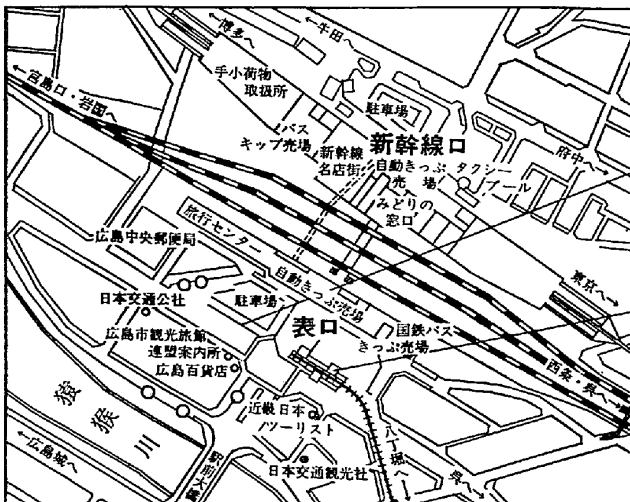 ←博多へ
←牛田へ
←宮島口・岩国へ
手小荷物
取扱所
駐車場
バス
キップ売場
新幹線口
新幹線
名店街
自動きっぷ
売場
タクシー
プール
府中へ→
みどりの
窓口
旅行センター
広島中央郵便局
自動きっぷ売場
東京へ→
日本交通公社
駐車場
表口
国鉄バス
きっぷ売場
広島市観光旅館
連盟案内所
広島百貨店
西条・呉へ→
猿猴川
近畿日本
ツーリスト
八丁堀へ→
←広島城へ
駅前大橋
日本交通観光社
呉へ→